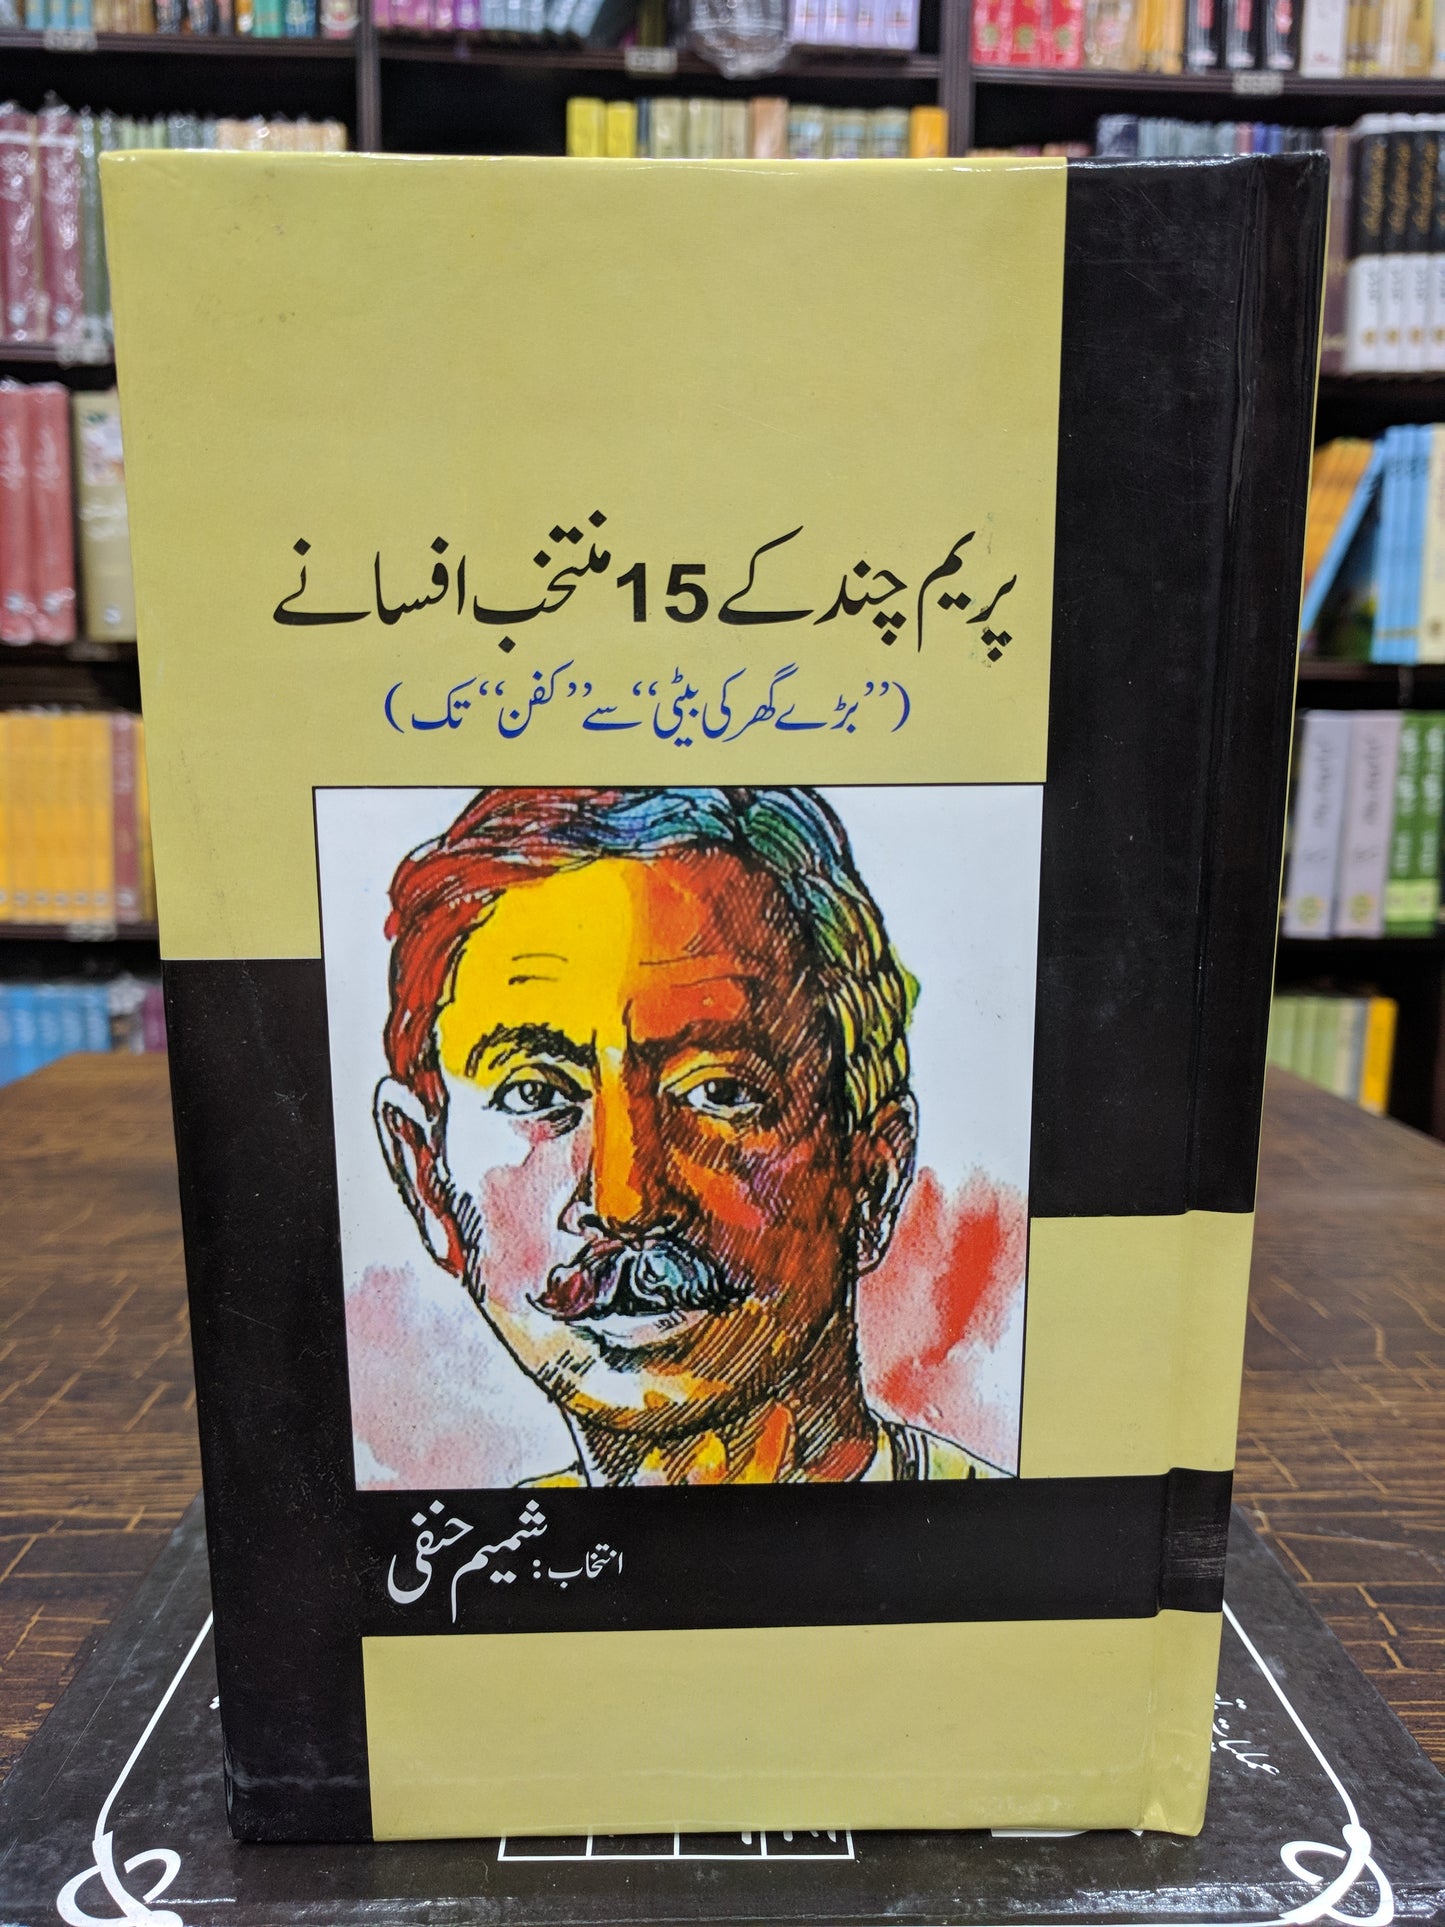 پریم چند کے 15 منتخب افسانے
(’’بڑے گھر کی بیٹی‘‘ سے ’’کفن‘‘ تک)
انتخاب: شمیم حنفی